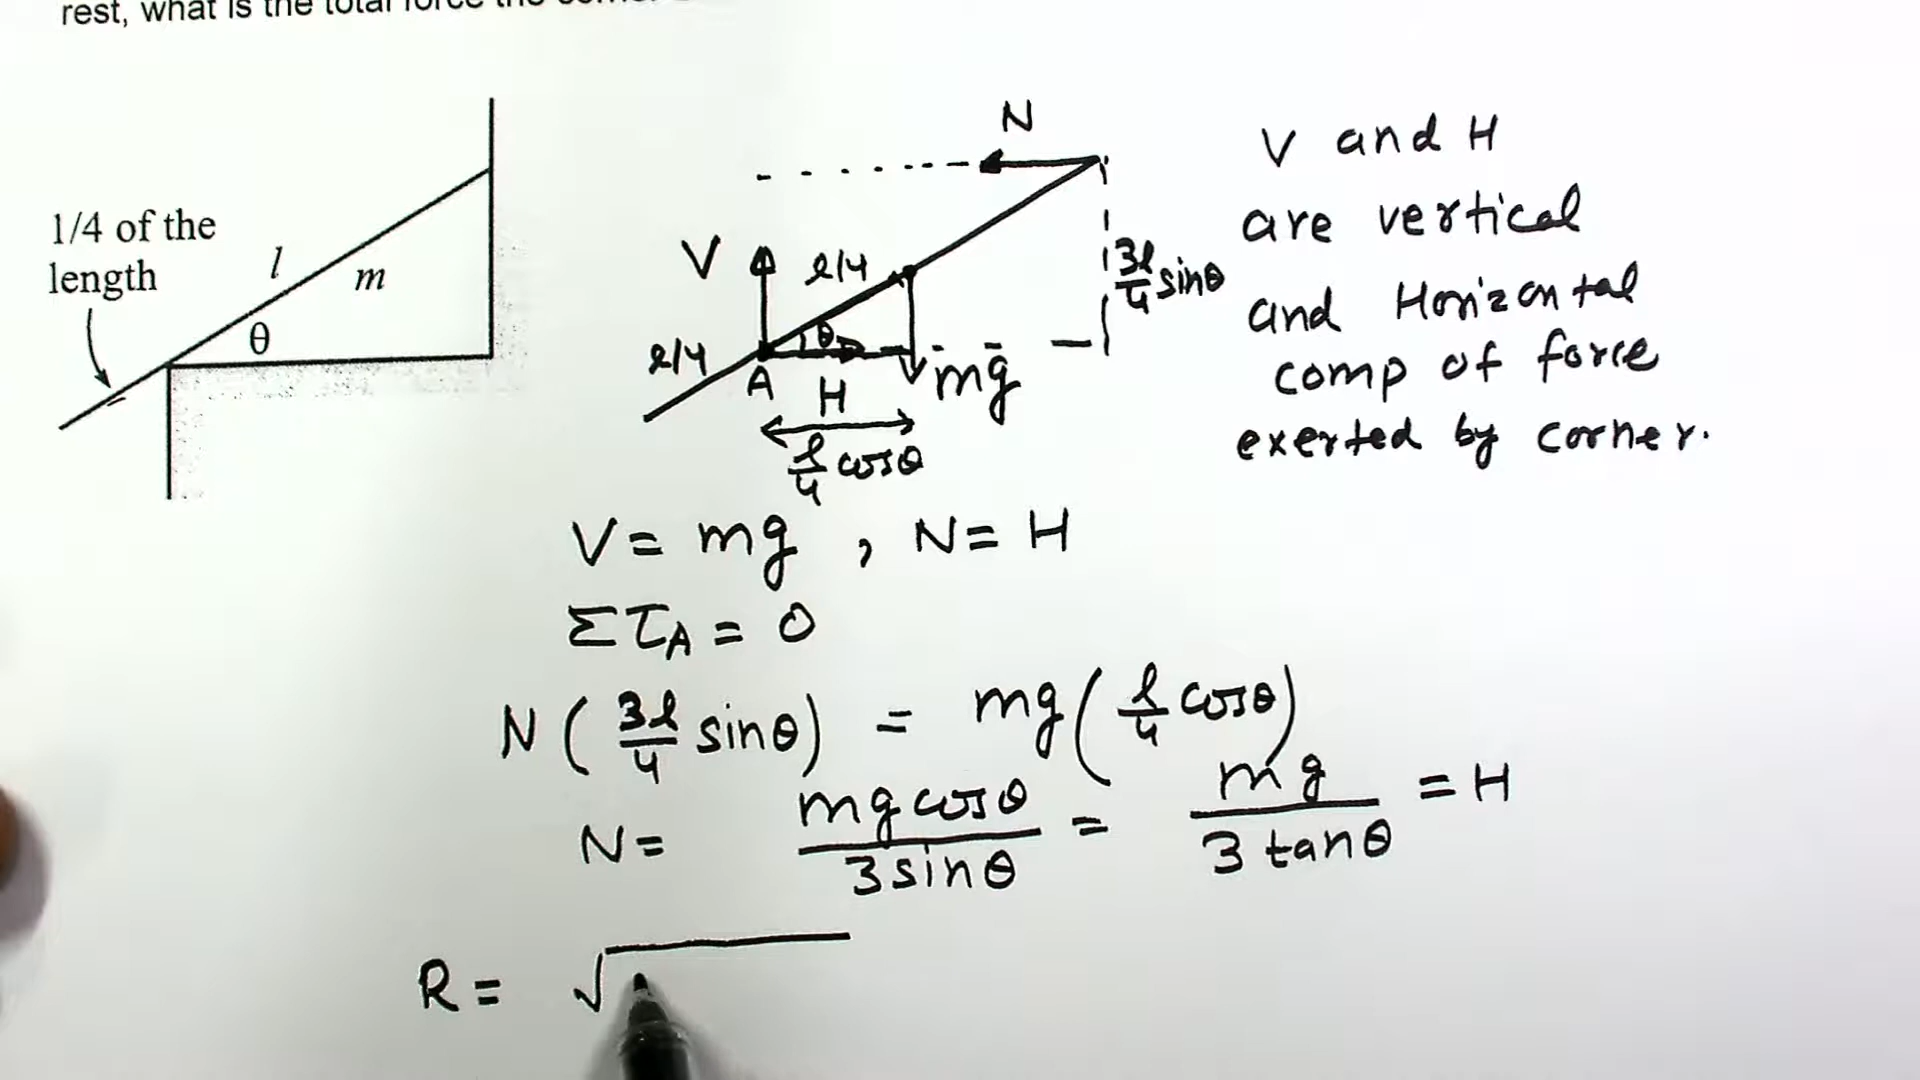 rest, what is the total force the
1/4 of the
length
l
m
θ
N
V
l/4
3l/4 sinθ
l/4
θ
A
H
mg
l/4 cosθ
V and H
are vertical
and Horizontal
comp of force
exerted by corner.
V = mg , N = H
Στ_A = 0
N ( 3l/4 sinθ ) = mg ( l/4 cosθ )
N = mg cosθ / 3 sinθ = mg / 3 tanθ = H
R = √